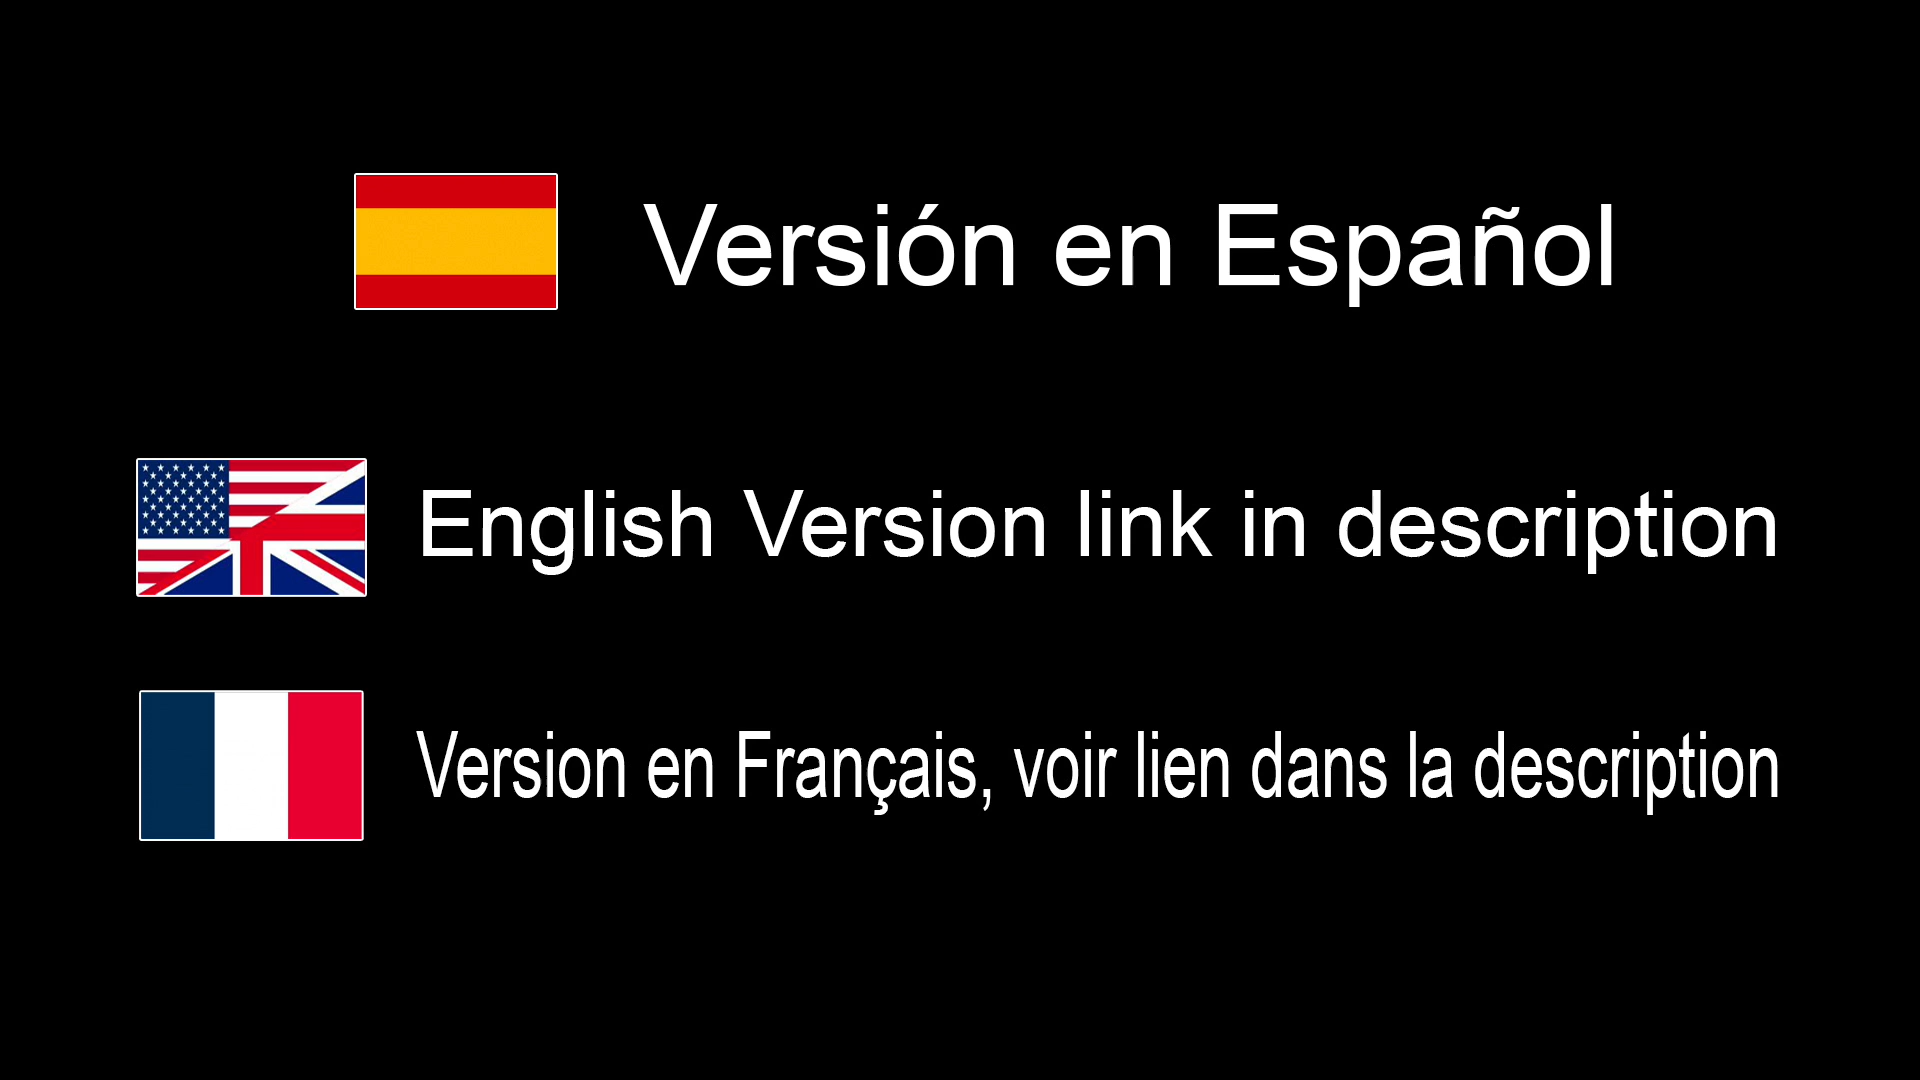 Versión en Español
English Version link in description
Version en Français, voir lien dans la description